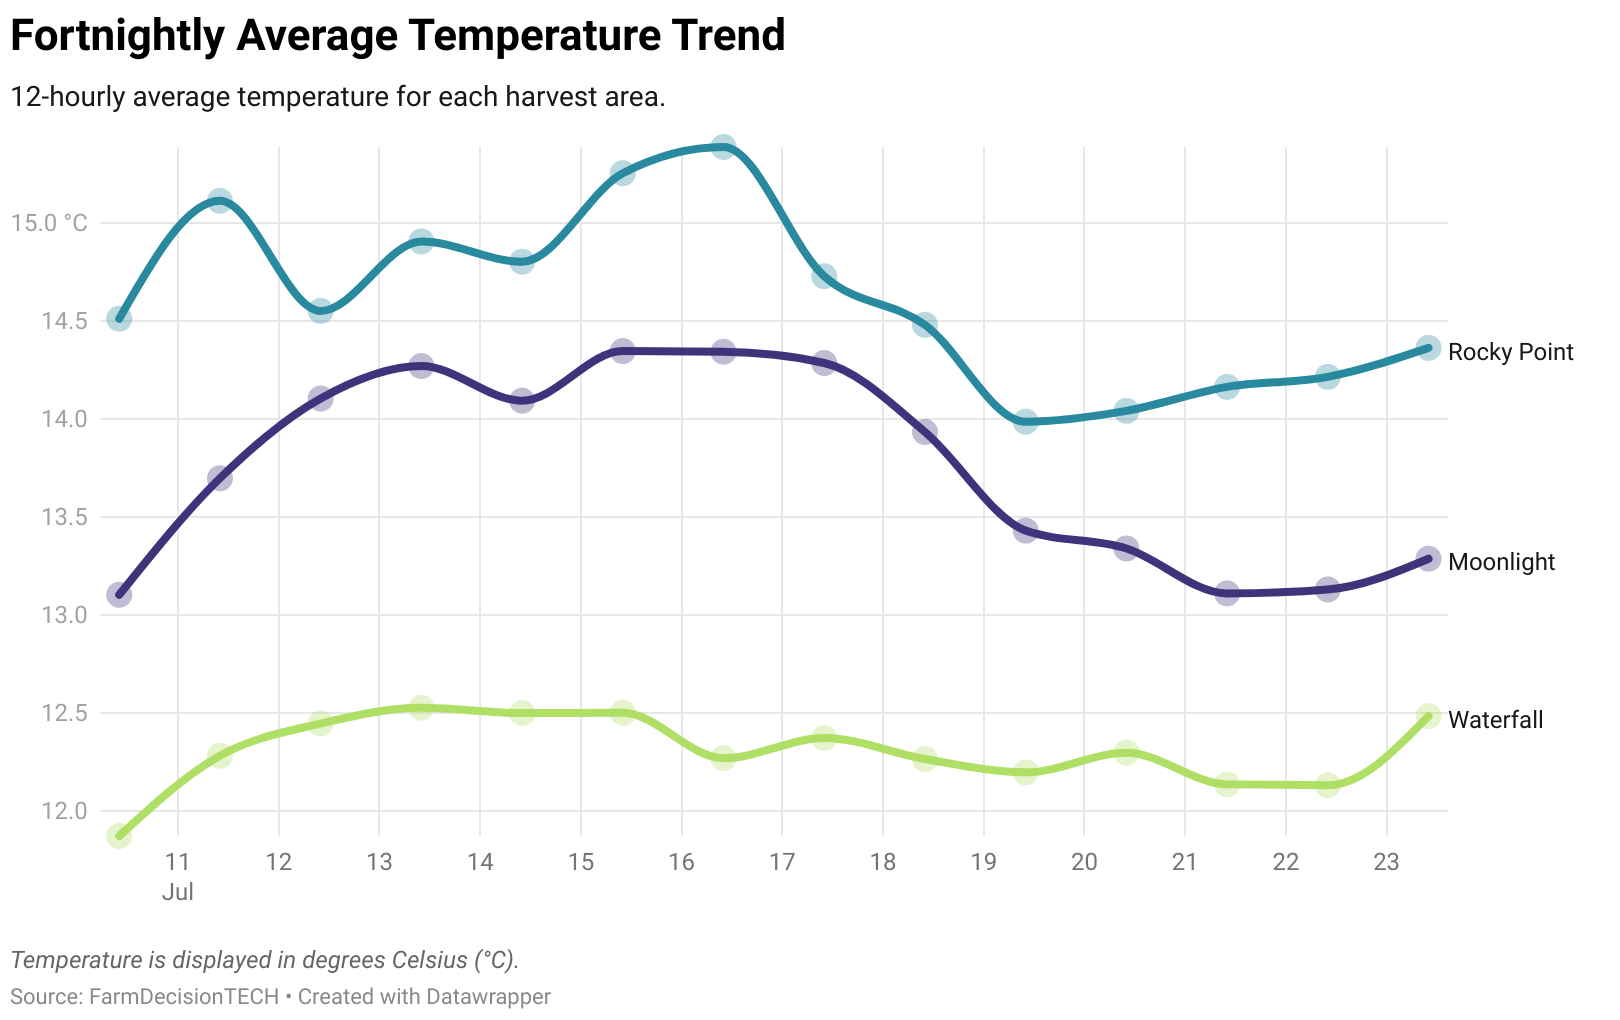 Fortnightly Average Temperature Trend
12-hourly average temperature for each harvest area.
15.0 °C
14.5
14.0
13.5
13.0
12.5
12.0
Rocky Point
Moonlight
Waterfall
11 12 13 14 15 16 17 18 19 20 21 22 23
Jul
Temperature is displayed in degrees Celsius (°C).
Source: FarmDecisionTECH • Created with Datawrapper